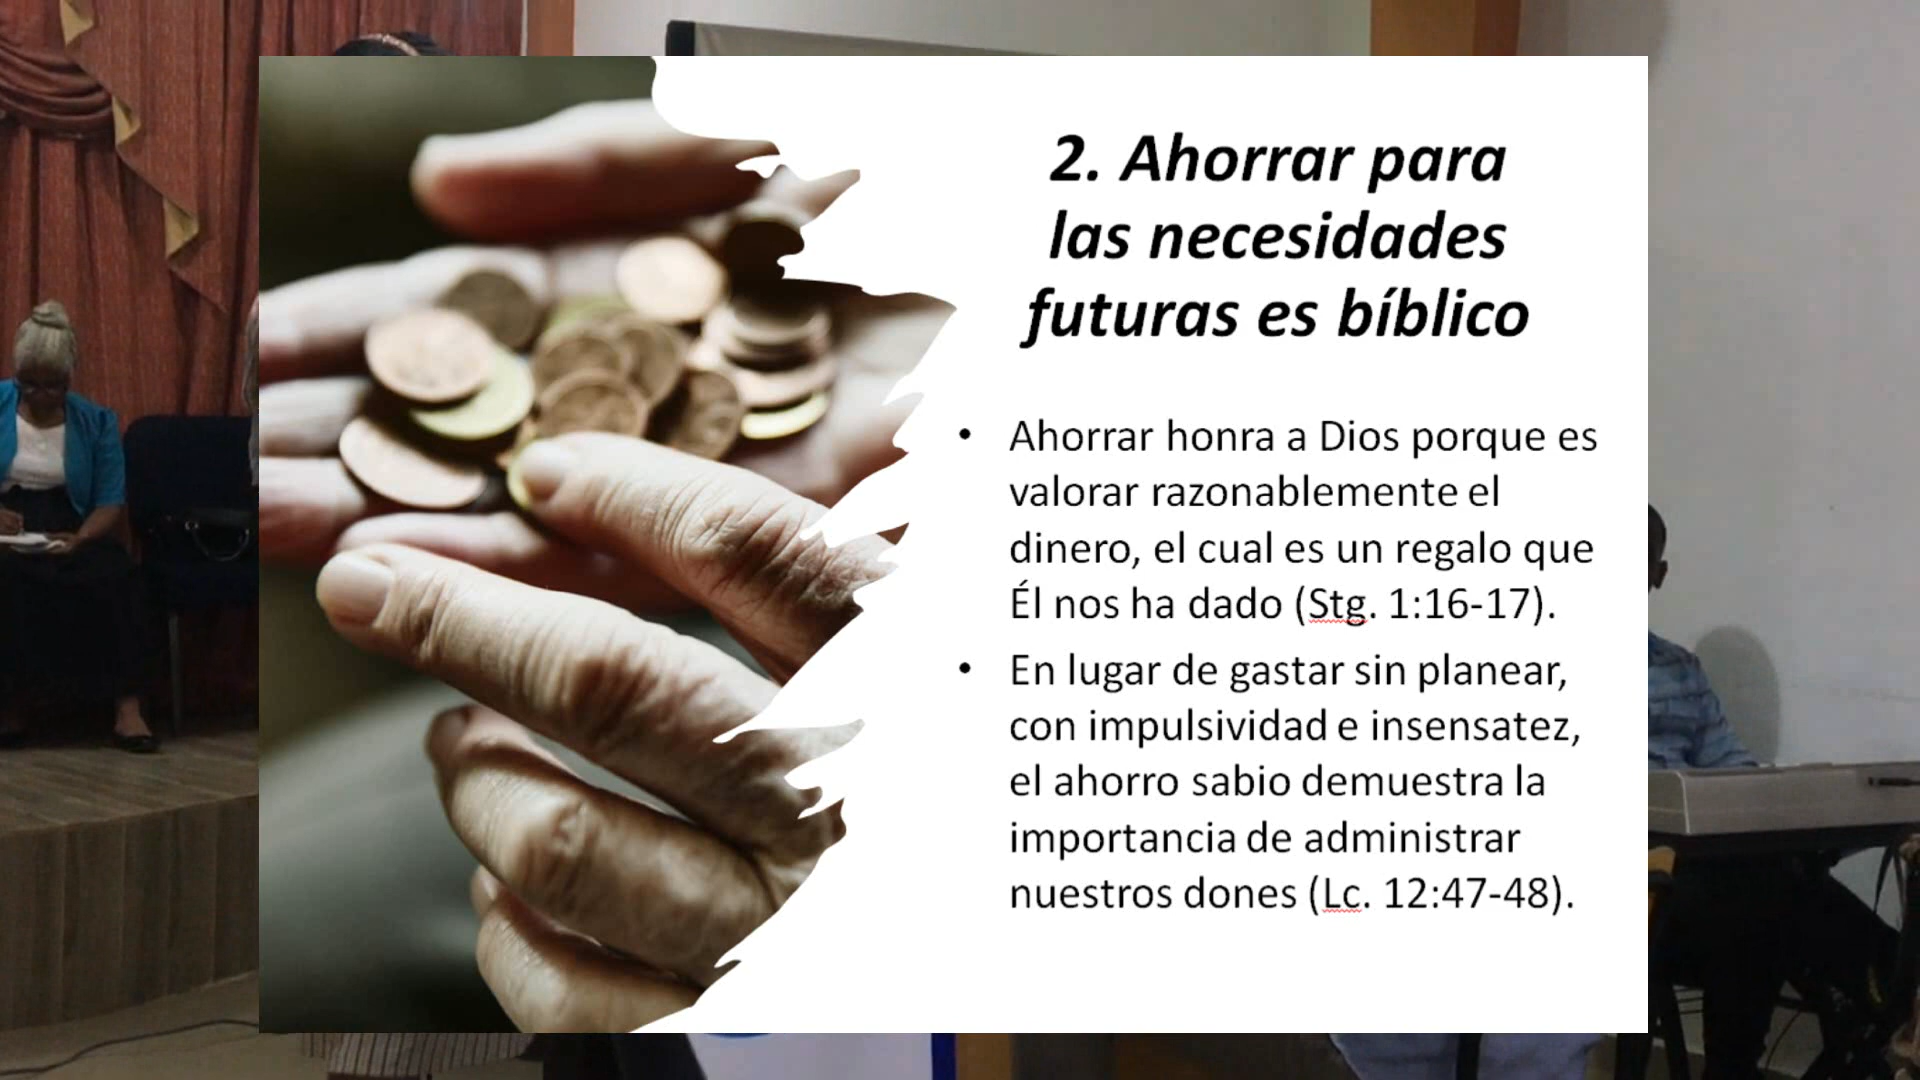 2. Ahorrar para
las necesidades
futuras es bíblico
• Ahorrar honra a Dios porque es
valorar razonablemente el
dinero, el cual es un regalo que
Él nos ha dado (Stg. 1:16-17).
• En lugar de gastar sin planear,
con impulsividad e insensatez,
el ahorro sabio demuestra la
importancia de administrar
nuestros dones (Lc. 12:47-48).